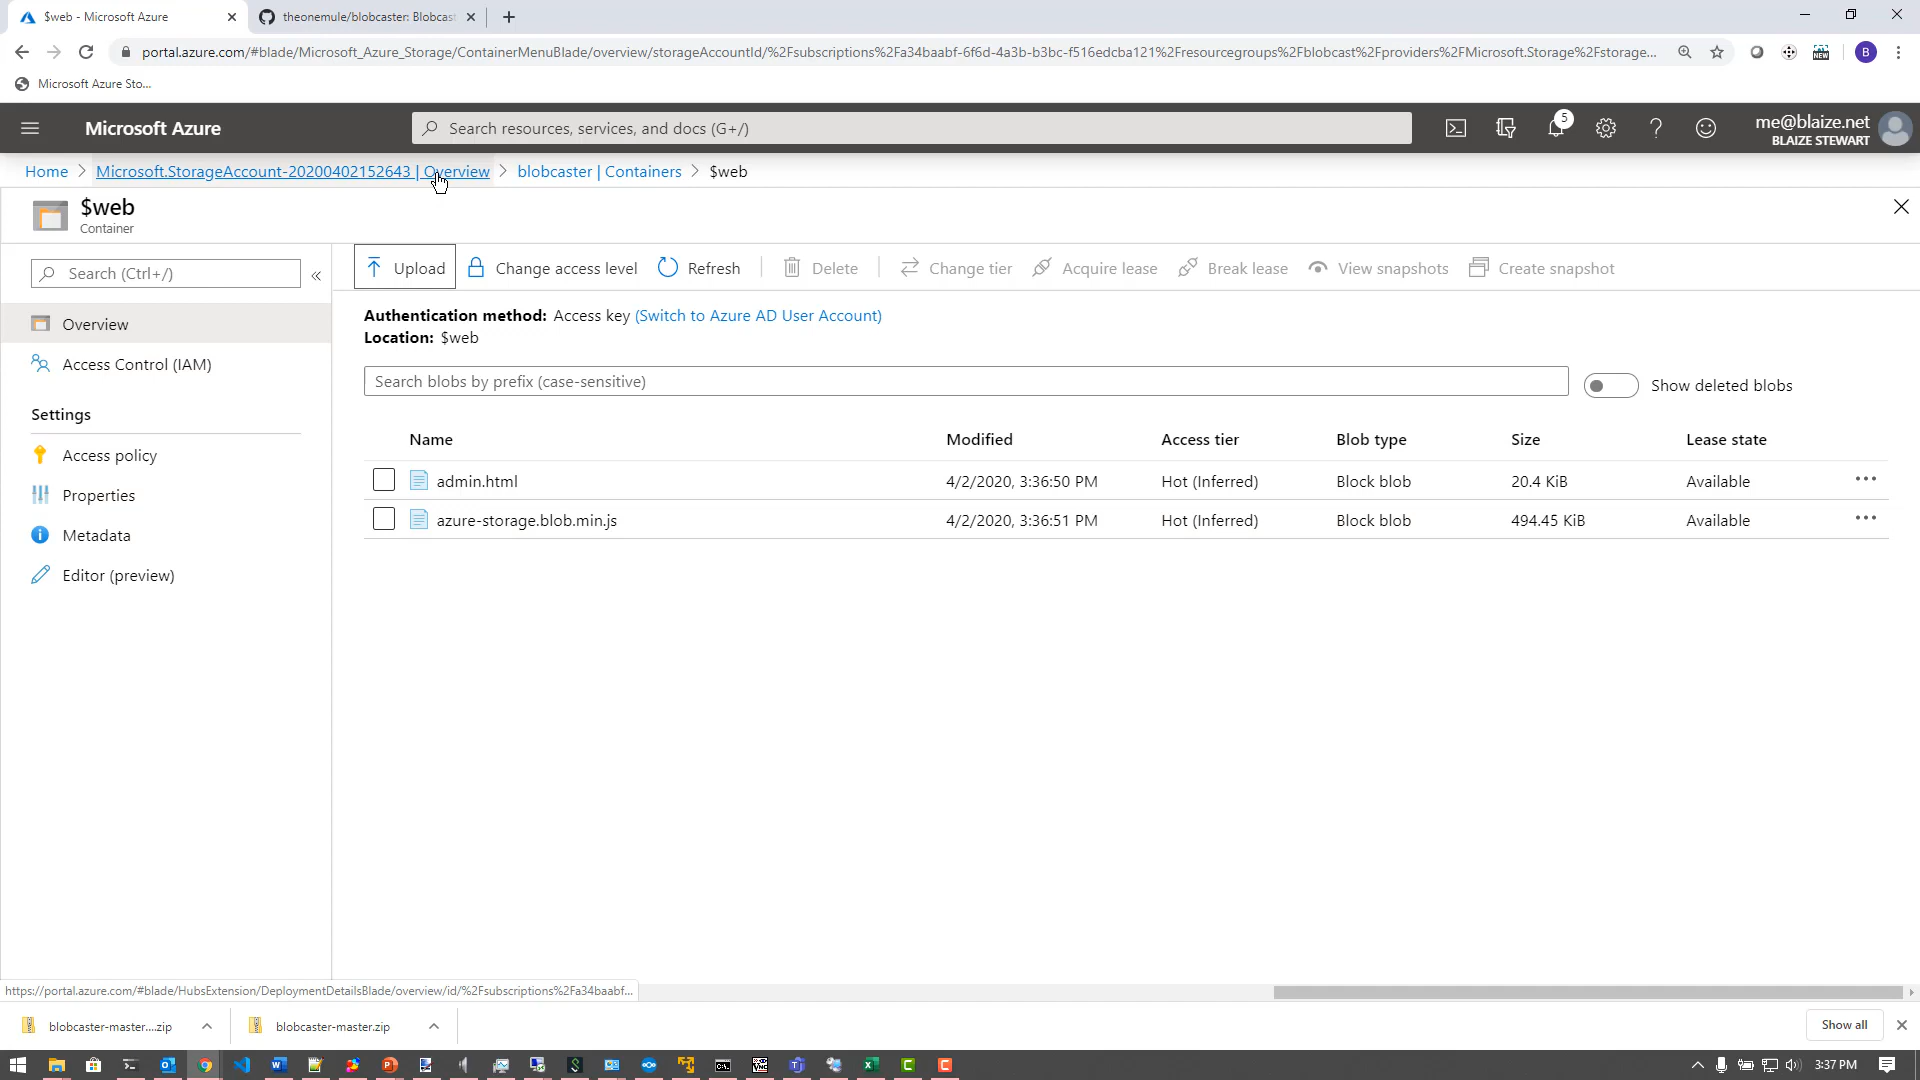 $web - Microsoft Azure
theonemule/blobcaster: Blobcast
portal.azure.com/#blade/Microsoft_Azure_Storage/ContainerMenuBlade/overview/storageAccountId/%2Fsubscriptions%2Fa34baabf-6f6d-4a3b-b3bc-f516edcba121%2Fresourcegroups%2Fblobcast%2Fproviders%2FMicrosoft.Storage%2Fstorage...
NEW
B
Microsoft Azure Sto...
Microsoft Azure
Search resources, services, and docs (G+/)
5
me@blaize.net
BLAIZE STEWART
Home > Microsoft.StorageAccount-20200402152643 | Overview > blobcaster | Containers > $web
$web
Container
Search (Ctrl+/)
«
Overview
Access Control (IAM)
Settings
Access policy
Properties
Metadata
Editor (preview)
Upload
Change access level
Refresh
Delete
Change tier
Acquire lease
Break lease
View snapshots
Create snapshot
Authentication method: Access key (Switch to Azure AD User Account)
Location: $web
Search blobs by prefix (case-sensitive)
Show deleted blobs
Name Modified Access tier Blob type Size Lease state
admin.html 4/2/2020, 3:36:50 PM Hot (Inferred) Block blob 20.4 KiB Available
azure-storage.blob.min.js 4/2/2020, 3:36:51 PM Hot (Inferred) Block blob 494.45 KiB Available
https://portal.azure.com/#blade/HubsExtension/DeploymentDetailsBlade/overview/id/%2Fsubscriptions%2Fa34baabf...
blobcaster-master....zip
blobcaster-master.zip
Show all
3:37 PM